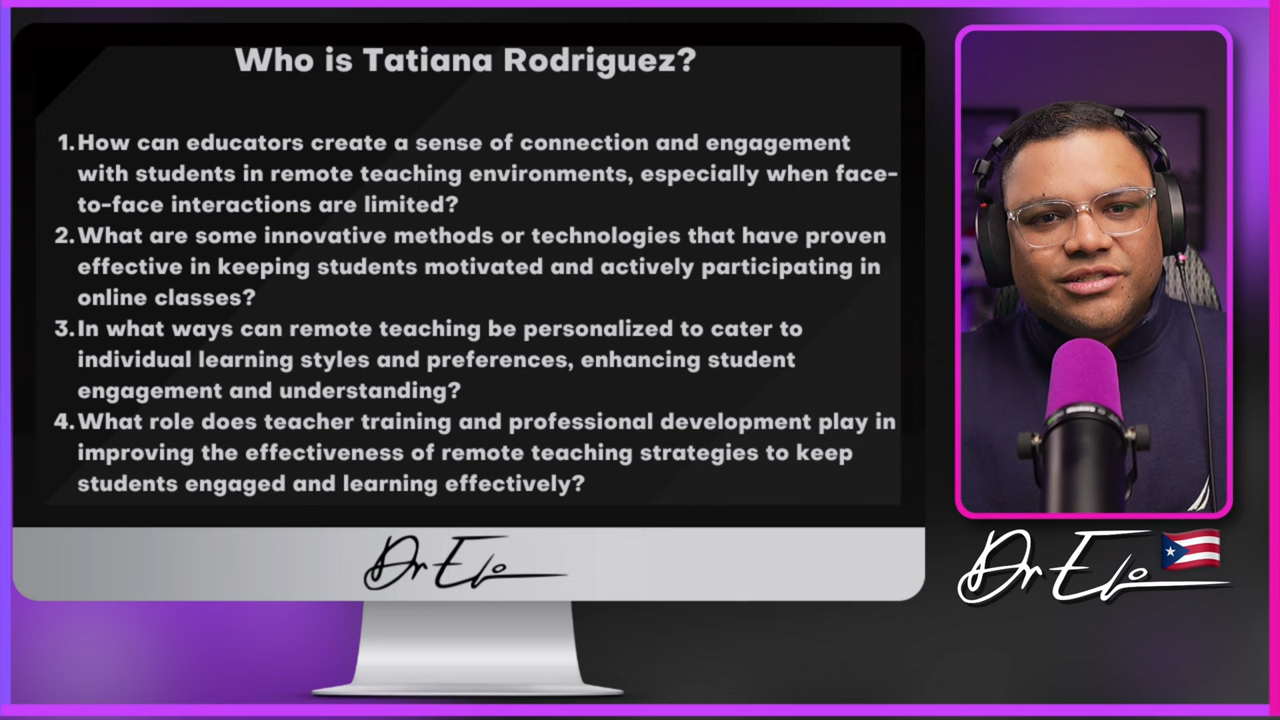 Who is Tatiana Rodriguez?
1. How can educators create a sense of connection and engagement
with students in remote teaching environments, especially when face-
to-face interactions are limited?
2. What are some innovative methods or technologies that have proven
effective in keeping students motivated and actively participating in
online classes?
3. In what ways can remote teaching be personalized to cater to
individual learning styles and preferences, enhancing student
engagement and understanding?
4. What role does teacher training and professional development play in
improving the effectiveness of remote teaching strategies to keep
students engaged and learning effectively?
Dr Elo
Dr Elo